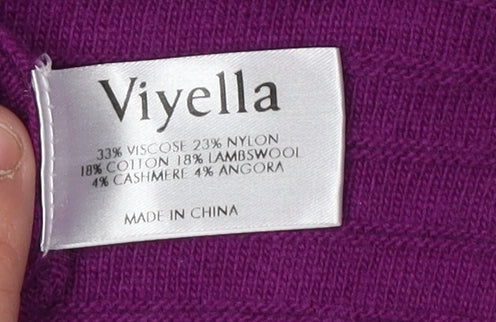 Viyella
33% VISCOSE 23% NYLON
18% COTTON 18% LAMBSWOOL
4% CASHMERE 4% ANGORA
MADE IN CHINA